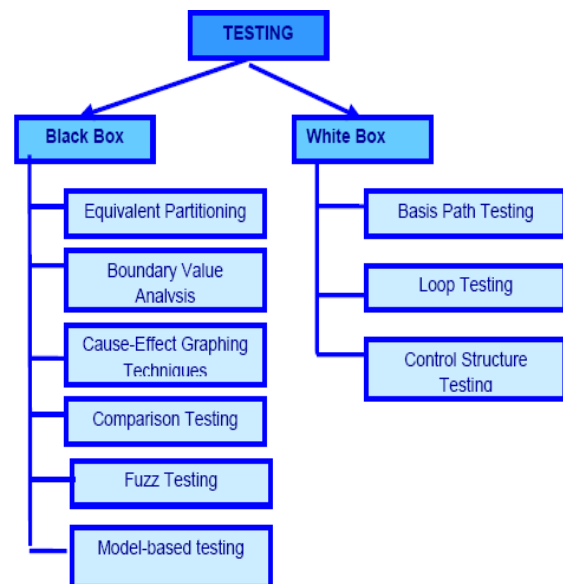 TESTING
Black Box
White Box
Equivalent Partitioning
Boundary Value
Analysis
Cause-Effect Graphing
Techniques
Comparison Testing
Fuzz Testing
Model-based testing
Basis Path Testing
Loop Testing
Control Structure
Testing